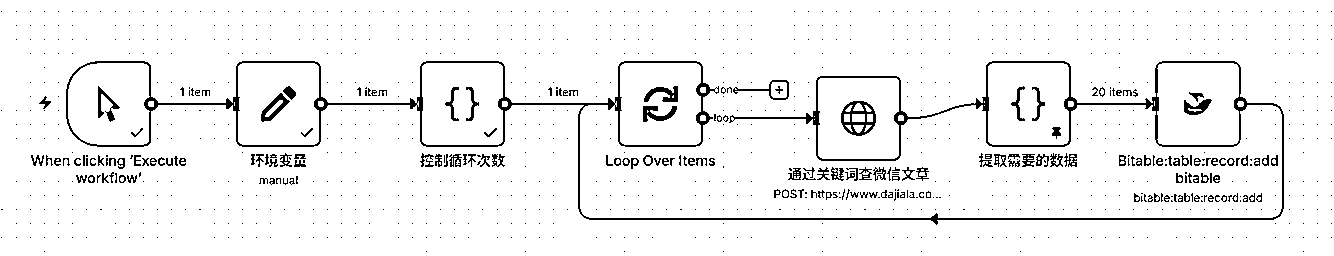 1 item
1 item
1 item
done
loop
20 items
When clicking 'Execute
workflow'
环境变量
manual
控制循环次数
Loop Over Items
通过关键词查微信文章
POST: https://www.dajiala.co...
提取需要的数据
Bitable:table:record:add
bitable
bitable:table:record:add